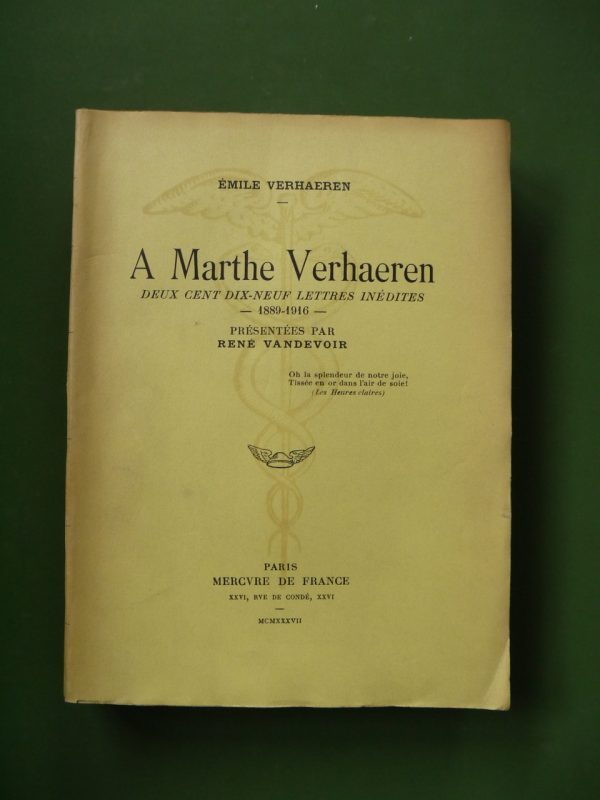 ÉMILE VERHAEREN
—
A Marthe Verhaeren
DEUX CENT DIX-NEUF LETTRES INÉDITES
— 1889-1916 —
PRÉSENTÉES PAR
RENÉ VANDEVOIR
Oh la splendeur de notre joie,
Tissée en or dans l'air de soie!
(Les Heures claires)
PARIS
MERCVRE DE FRANCE
XXVI, RVE DE CONDÉ, XXVI
—
MCMXXXVII